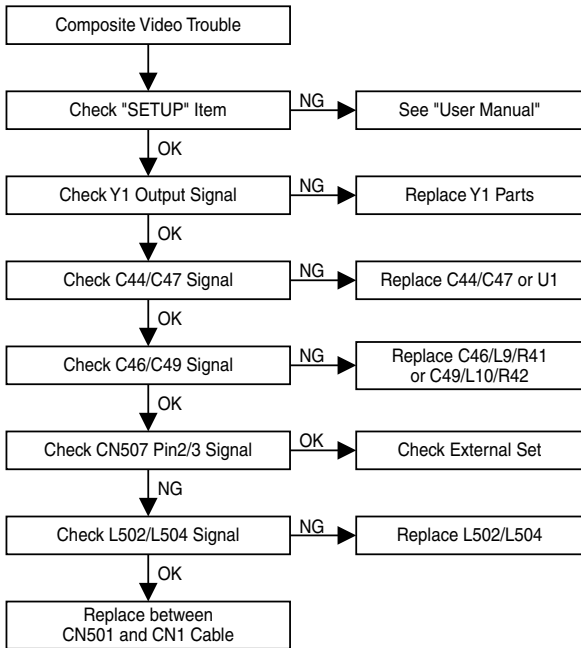 Composite Video Trouble
Check "SETUP" Item
NG
See "User Manual"
OK
Check Y1 Output Signal
NG
Replace Y1 Parts
OK
Check C44/C47 Signal
NG
Replace C44/C47 or U1
OK
Check C46/C49 Signal
NG
Replace C46/L9/R41
or C49/L10/R42
OK
Check CN507 Pin2/3 Signal
OK
Check External Set
NG
Check L502/L504 Signal
NG
Replace L502/L504
OK
Replace between
CN501 and CN1 Cable